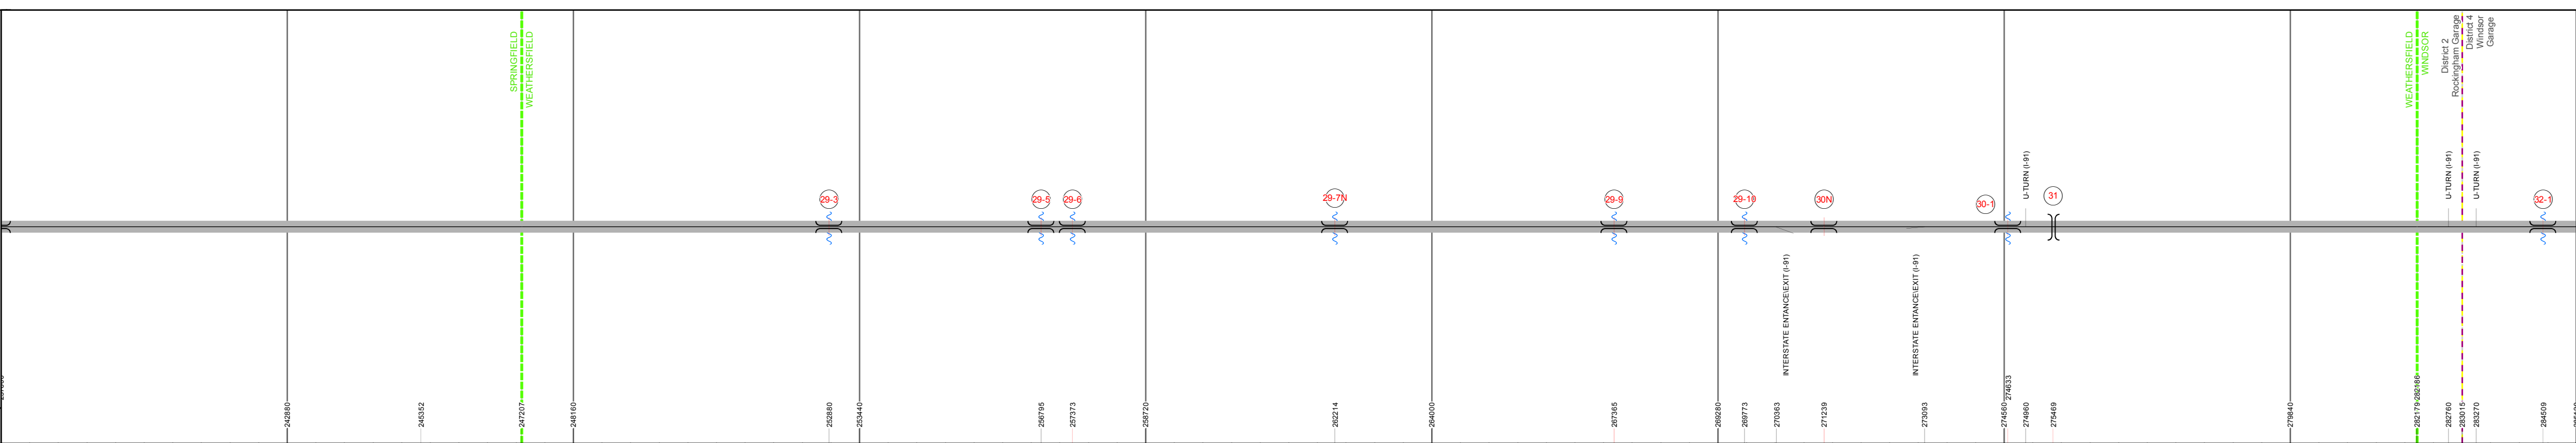 SPRINGFIELD
WEATHERSFIELD
WEATHERSFIELD
WINDSOR
District 2
Rockingham Garage
District 4
Windsor
Garage
29-3
29-5
29-6
29-7N
29-9
29-10
30N
30-1
U-TURN (I-91)
31
U-TURN (I-91)
U-TURN (I-91)
32-1
INTERSTATE ENTANCE\EXIT (I-91)
INTERSTATE ENTANCE\EXIT (I-91)
242880
245352
247207
248160
252880
253440
256795
257373
258720
262214
264000
267365
269280
269773
270363
271239
273093
274560
274633
274960
275469
279840
282179
282186
282760
283015
283270
284509